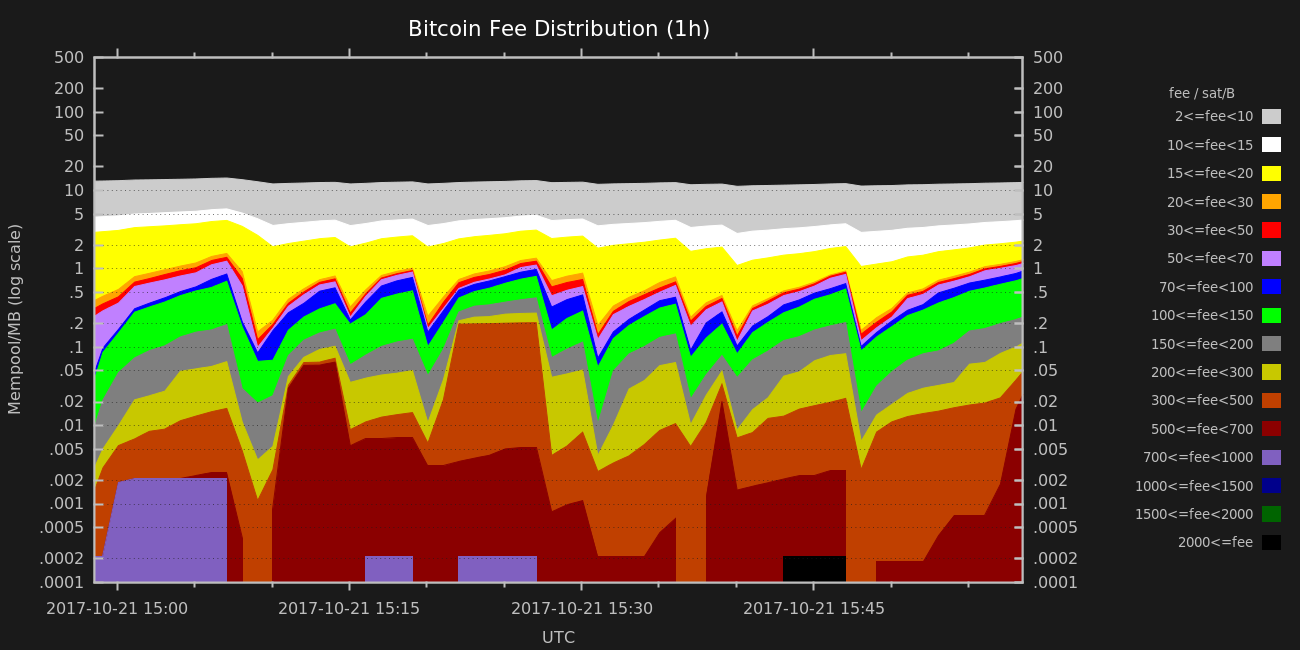 Bitcoin Fee Distribution (1h)
Mempool/MB (log scale)
500
200
100
50
20
10
5
2
1
.5
.2
.1
.05
.02
.01
.005
.002
.001
.0005
.0002
.0001
500
200
100
50
20
10
5
2
1
.5
.2
.1
.05
.02
.01
.005
.002
.001
.0005
.0002
.0001
2017-10-21 15:00
2017-10-21 15:15
2017-10-21 15:30
2017-10-21 15:45
UTC
fee / sat/B
2<=fee<10
10<=fee<15
15<=fee<20
20<=fee<30
30<=fee<50
50<=fee<70
70<=fee<100
100<=fee<150
150<=fee<200
200<=fee<300
300<=fee<500
500<=fee<700
700<=fee<1000
1000<=fee<1500
1500<=fee<2000
2000<=fee